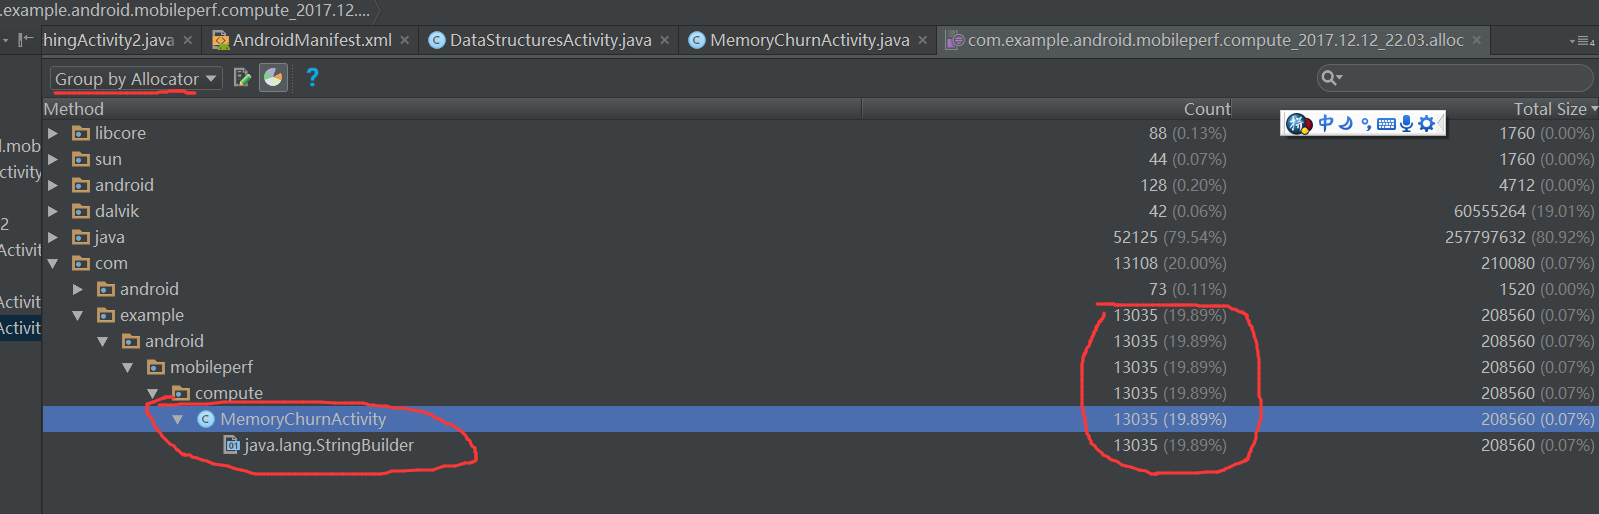 .example.android.mobileperf.compute_2017.12....
hingActivity2.java × AndroidManifest.xml × DataStructuresActivity.java × MemoryChurnActivity.java × com.example.android.mobileperf.compute_2017.12.12_22.03.alloc × 4
Group by Allocator ?
Method Count Total Size
libcore 88 (0.13%) 1760 (0.00%)
中
l.mob
sun 44 (0.07%) 1760 (0.00%)
ctivity
android 128 (0.20%) 4712 (0.00%)
dalvik 42 (0.06%) 60555264 (19.01%)
2
java 52125 (79.54%) 257797632 (80.92%)
Activit
com 13108 (20.00%) 210080 (0.07%)
android 73 (0.11%) 1520 (0.00%)
Activit
example 13035 (19.89%) 208560 (0.07%)
Activit
android 13035 (19.89%) 208560 (0.07%)
mobileperf 13035 (19.89%) 208560 (0.07%)
compute 13035 (19.89%) 208560 (0.07%)
C MemoryChurnActivity 13035 (19.89%) 208560 (0.07%)
java.lang.StringBuilder 13035 (19.89%) 208560 (0.07%)